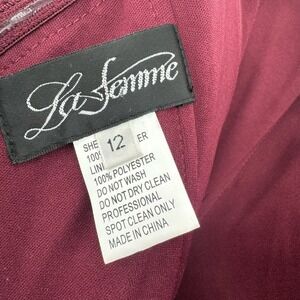 La Femme
12
100%
100% POLYESTER
DO NOT WASH
DO NOT DRY CLEAN
PROFESSIONAL
SPOT CLEAN ONLY
MADE IN CHINA